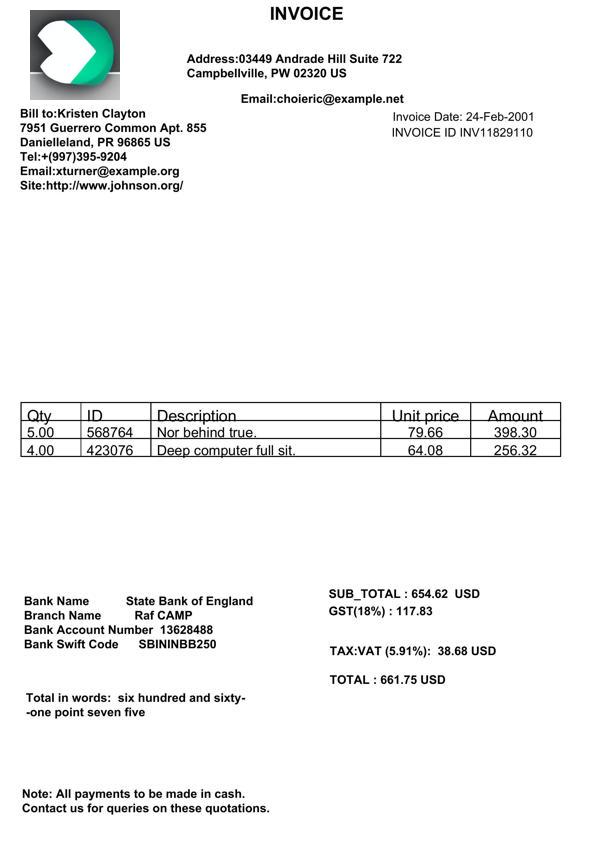 INVOICE
Address:03449 Andrade Hill Suite 722
Campbellville, PW 02320 US
Email:choieric@example.net
Bill to:Kristen Clayton
7951 Guerrero Common Apt. 855
Danielleland, PR 96865 US
Tel:+(997)395-9204
Email:xturner@example.org
Site:http://www.johnson.org/
Invoice Date: 24-Feb-2001
INVOICE ID INV11829110
Qty ID Description Unit price Amount
5.00 568764 Nor behind true. 79.66 398.30
4.00 423076 Deep computer full sit. 64.08 256.32
Bank Name State Bank of England
Branch Name Raf CAMP
Bank Account Number 13628488
Bank Swift Code SBININBB250
SUB_TOTAL : 654.62 USD
GST(18%) : 117.83
TAX:VAT (5.91%): 38.68 USD
TOTAL : 661.75 USD
Total in words: six hundred and sixty-
-one point seven five
Note: All payments to be made in cash.
Contact us for queries on these quotations.